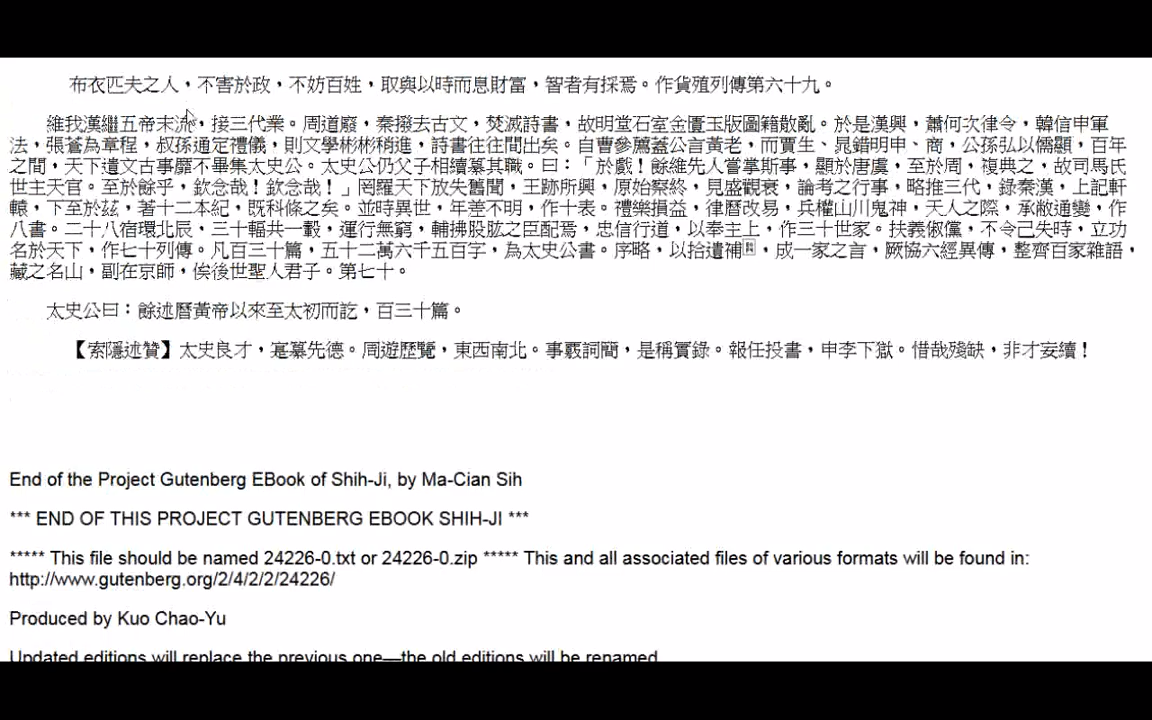 布衣匹夫之人，不害於政，不妨百姓，取與以時而息財富，智者有採焉。作貨殖列傳第六十九。
維我漢繼五帝末流，接三代業。周道廢，秦撥去古文，焚滅詩書，故明堂石室金匱玉版圖籍散亂。於是漢興，蕭何次律令，韓信申軍
法，張蒼為章程，叔孫通定禮儀，則文學彬彬稍進，詩書往往間出矣。自曹參薦蓋公言黃老，而賈生、晁錯明申、商，公孫弘以儒顯，百年
之間，天下遺文古事靡不畢集太史公。太史公仍父子相續纂其職。曰：「於戲！餘維先人嘗掌斯事，顯於唐虞，至於周，複典之，故司馬氏
世主天官。至於餘乎，欽念哉！欽念哉！」罔羅天下放失舊聞，王跡所興，原始察終，見盛觀衰，論考之行事，略推三代，錄秦漢，上記軒
轅，下至於茲，著十二本紀，既科條之矣。並時異世，年差不明，作十表。禮樂損益，律曆改易，兵權山川鬼神，天人之際，承敝通變，作
八書。二十八宿環北辰，三十輻共一轂，運行無窮，輔拂股肱之臣配焉，忠信行道，以奉主上，作三十世家。扶義俶儻，不令己失時，立功
名於天下，作七十列傳。凡百三十篇，五十二萬六千五百字，為太史公書。序略，以拾遺補，成一家之言，厥協六經異傳，整齊百家雜語，
藏之名山，副在京師，俟後世聖人君子。第七十。
太史公曰：餘述曆黃帝以來至太初而訖，百三十篇。
【索隱述贊】太史良才，寔纂先德。周遊歷覽，東西南北。事覈詞簡，是稱實錄。報任投書，申李下獄。惜哉殘缺，非才妄續！
End of the Project Gutenberg EBook of Shih-Ji, by Ma-Cian Sih
*** END OF THIS PROJECT GUTENBERG EBOOK SHIH-JI ***
***** This file should be named 24226-0.txt or 24226-0.zip ***** This and all associated files of various formats will be found in:
http://www.gutenberg.org/2/4/2/2/24226/
Produced by Kuo Chao-Yu
Updated editions will replace the previous one—the old editions will be renamed.